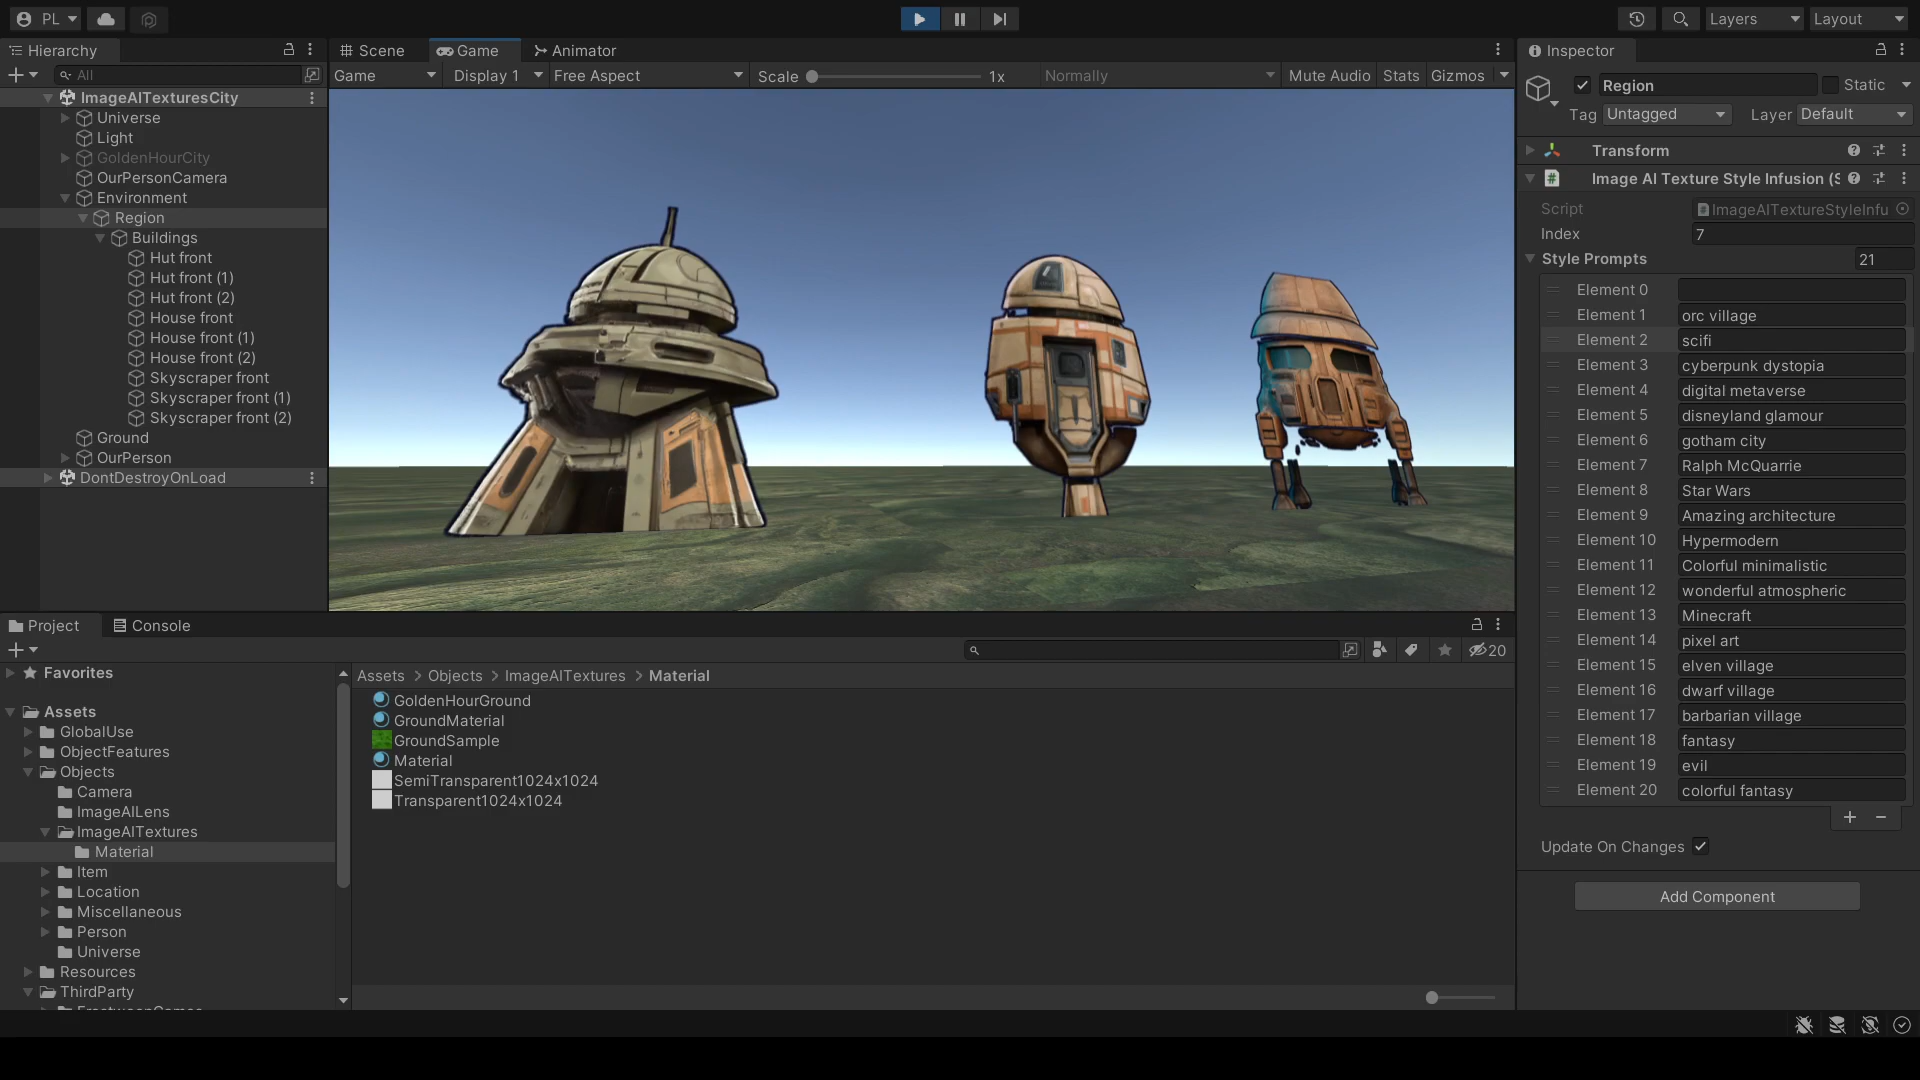 PL
Layers
Layout
Hierarchy
All
ImageAITexturesCity
Universe
Light
GoldenHourCity
OurPersonCamera
Environment
Region
Buildings
Hut front
Hut front (1)
Hut front (2)
House front
House front (1)
House front (2)
Skyscraper front
Skyscraper front (1)
Skyscraper front (2)
Ground
OurPerson
DontDestroyOnLoad
Scene
Game
Animator
Game
Display 1
Free Aspect
Scale
1x
Normally
Mute Audio
Stats
Gizmos
Inspector
Region
Static
Tag
Untagged
Layer
Default
Transform
Image AI Texture Style Infusion (S
Script
ImageAITextureStyleInfu
Index
7
Style Prompts
21
Element 0
Element 1
orc village
Element 2
scifi
Element 3
cyberpunk dystopia
Element 4
digital metaverse
Element 5
disneyland glamour
Element 6
gotham city
Element 7
Ralph McQuarrie
Element 8
Star Wars
Element 9
Amazing architecture
Element 10
Hypermodern
Element 11
Colorful minimalistic
Element 12
wonderful atmospheric
Element 13
Minecraft
Element 14
pixel art
Element 15
elven village
Element 16
dwarf village
Element 17
barbarian village
Element 18
fantasy
Element 19
evil
Element 20
colorful fantasy
Update On Changes
Add Component
Project
Console
20
Favorites
Assets
GlobalUse
ObjectFeatures
Objects
Camera
ImageAILens
ImageAITextures
Material
Item
Location
Miscellaneous
Person
Universe
Resources
ThirdParty
Assets > Objects > ImageAITextures > Material
GoldenHourGround
GroundMaterial
GroundSample
Material
SemiTransparent1024x1024
Transparent1024x1024